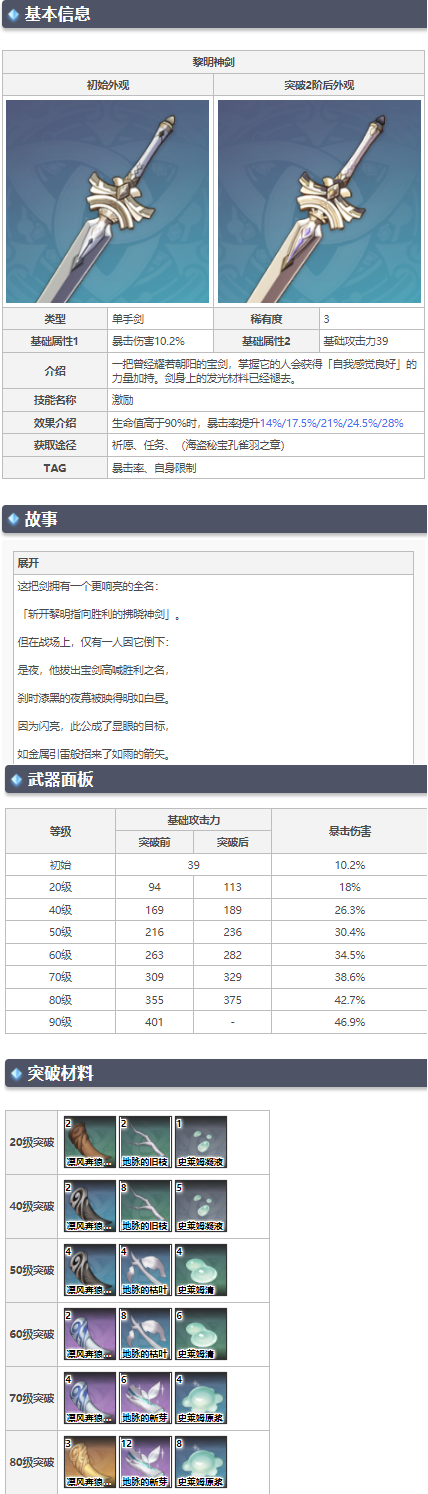 基本信息
黎明神剑
初始外观 突破2阶后外观
类型 单手剑 稀有度 3
基础属性1 暴击伤害10.2% 基础属性2 基础攻击力39
介绍 一把曾经耀若朝阳的宝剑，掌握它的人会获得「自我感觉良好」的
力量加持。剑身上的发光材料已经褪去。
技能名称 激励
效果介绍 生命值高于90%时，暴击率提升14%/17.5%/21%/24.5%/28%
获取途径 祈愿、任务、（海盗秘宝孔雀羽之章）
TAG 暴击率、自身限制
故事
展开
这把剑拥有一个更响亮的全名：
「斩开黎明指向胜利的拂晓神剑」。
但在战场上，仅有一人因它倒下：
是夜，他拔出宝剑高喊胜利之名，
刹时漆黑的夜幕被映得明如白昼。
因为闪亮，此公成了显眼的目标，
如金属引雷般招来了如雨的箭矢。
武器面板
等级 基础攻击力 暴击伤害
突破前 突破后
初始 39 10.2%
20级 94 113 18%
40级 169 189 26.3%
50级 216 236 30.4%
60级 263 282 34.5%
70级 309 329 38.6%
80级 355 375 42.7%
90级 401 - 46.9%
突破材料
20级突破 2 凛风奔狼... 2 地脉的旧枝 1 史莱姆凝液
40级突破 2 凛风奔狼... 8 地脉的旧枝 5 史莱姆凝液
50级突破 4 凛风奔狼... 4 地脉的枯叶 4 史莱姆清
60级突破 2 凛风奔狼... 8 地脉的枯叶 6 史莱姆清
70级突破 4 凛风奔狼... 6 地脉的新芽 4 史莱姆原浆
80级突破 3 凛风奔狼... 12 地脉的新芽 8 史莱姆原浆